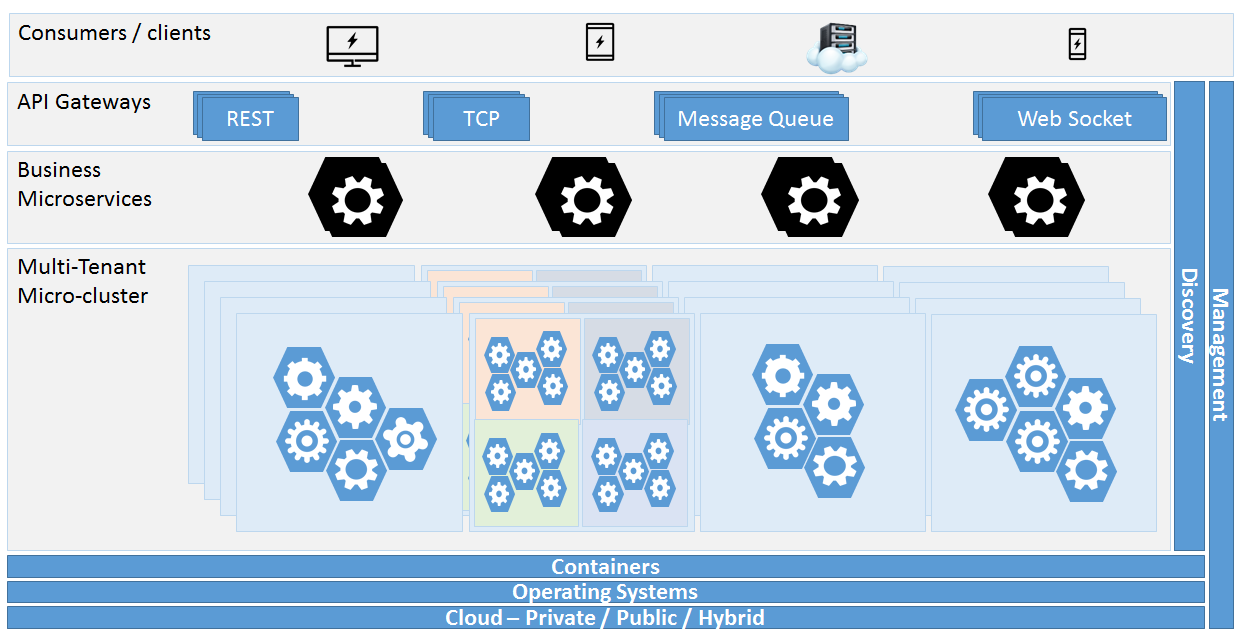 Consumers / clients
API Gateways
REST
TCP
Message Queue
Web Socket
Business
Microservices
Multi-Tenant
Micro-cluster
Discovery
Management
Containers
Operating Systems
Cloud – Private / Public / Hybrid